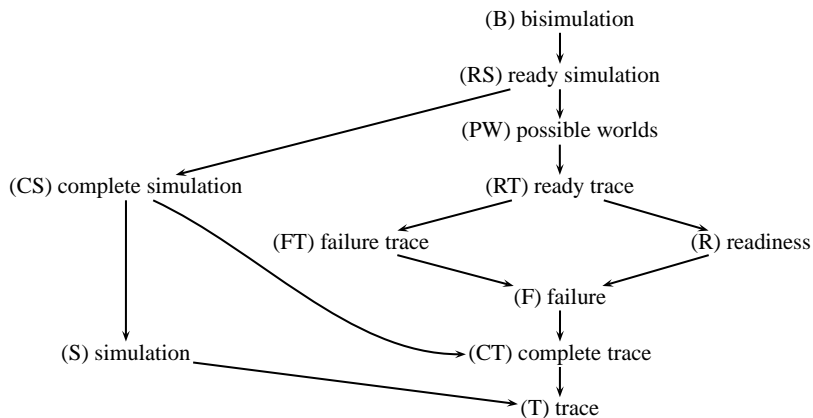 (B) bisimulation
(RS) ready simulation
(PW) possible worlds
(CS) complete simulation
(RT) ready trace
(FT) failure trace
(R) readiness
(F) failure
(S) simulation
(CT) complete trace
(T) trace